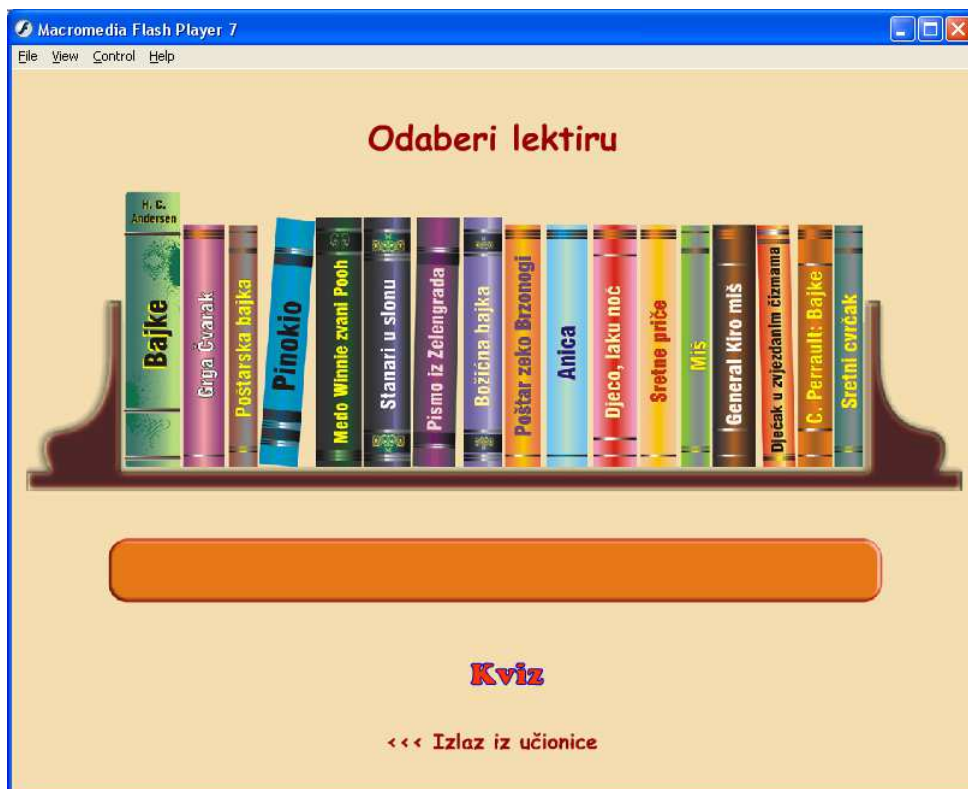 Macromedia Flash Player 7
File View Control Help
Odaberi lektiru
H. C.
Andersen
Bajke
Grga Čvarak
Poštarska bajka
Pinokio
Medo Winnie zvani Pooh
Stanari u slonu
Pismo iz Zelengrada
Božićna bajka
Poštar zeko Brzonogi
Anica
Djeco, laku noć
Sretne priče
Miš
General Kiro miš
Dječak u zvjezdanim čizmama
C. Perrault: Bajke
Sretni cvrčak
Kviz
<<< Izlaz iz učionice